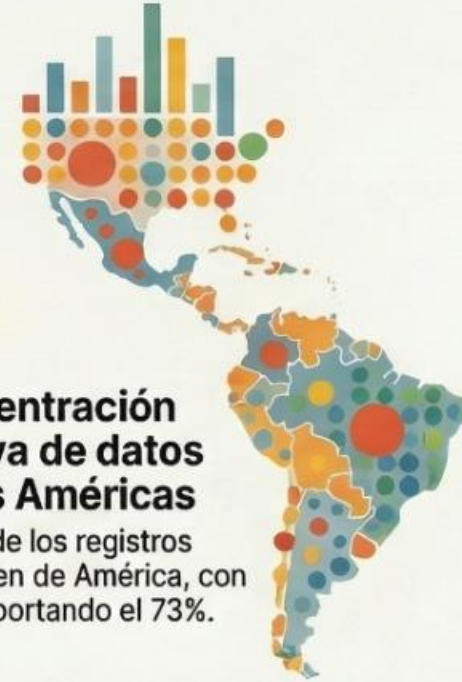 entración
va de datos
s Américas
de los registros
en de América, con
portando el 73%.